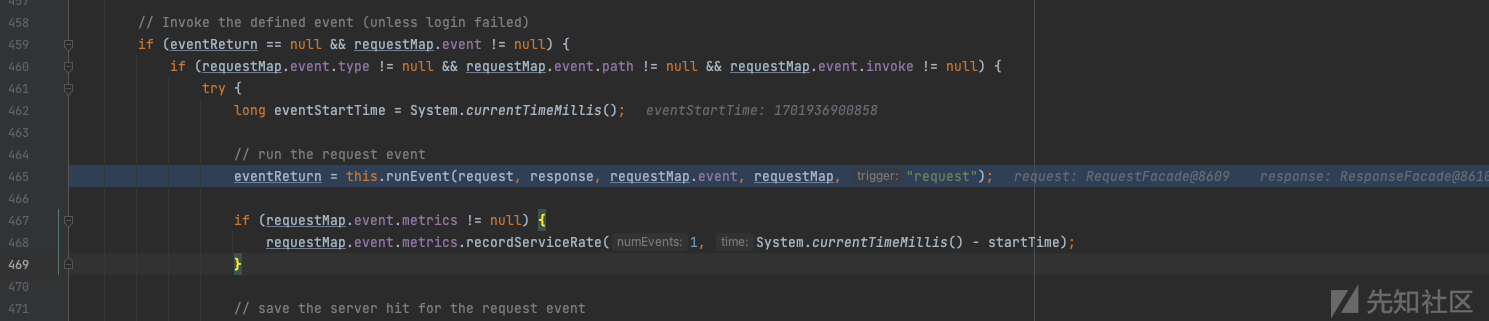 457
458 // Invoke the defined event (unless login failed)
459 if (eventReturn == null && requestMap.event != null) {
460 if (requestMap.event.type != null && requestMap.event.path != null && requestMap.event.invoke != null) {
461 try {
462 long eventStartTime = System.currentTimeMillis(); eventStartTime: 1701936900858
463
464 // run the request event
465 eventReturn = this.runEvent(request, response, requestMap.event, requestMap, trigger: "request"); request: RequestFacade@8609 response: ResponseFacade@8610
466
467 if (requestMap.event.metrics != null) {
468 requestMap.event.metrics.recordServiceRate( numEvents: 1, time: System.currentTimeMillis() - startTime);
469 }
470
471 // save the server hit for the request event
先知社区